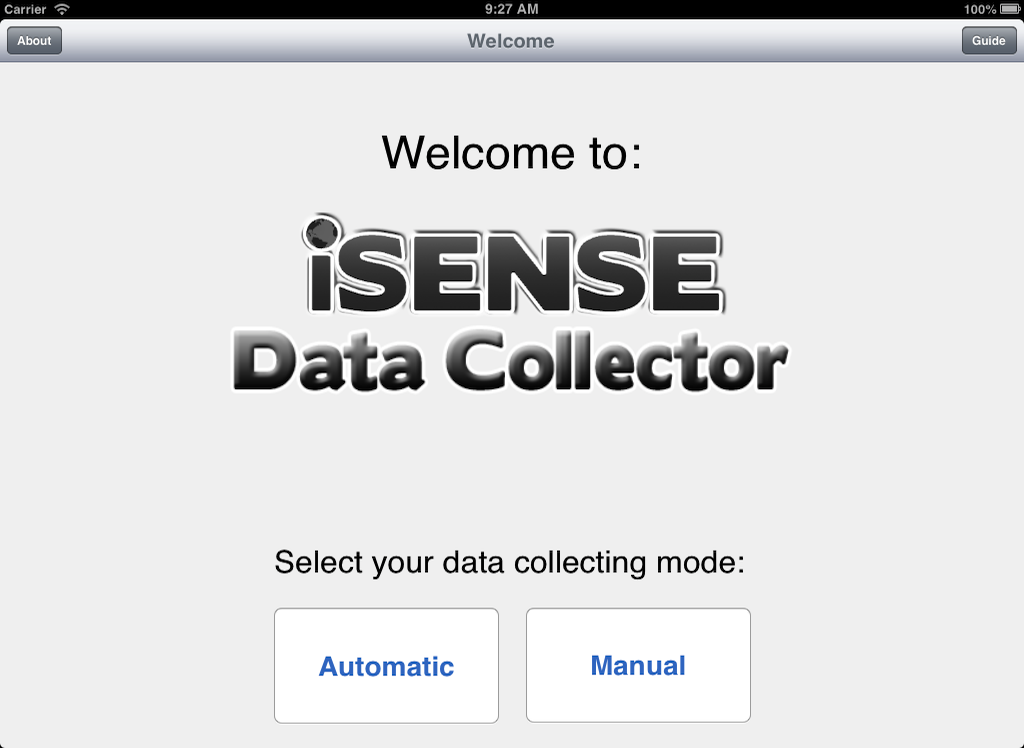 Carrier 9:27 AM 100%
About Welcome Guide
Welcome to:
iSENSE
Data Collector
Select your data collecting mode:
Automatic Manual